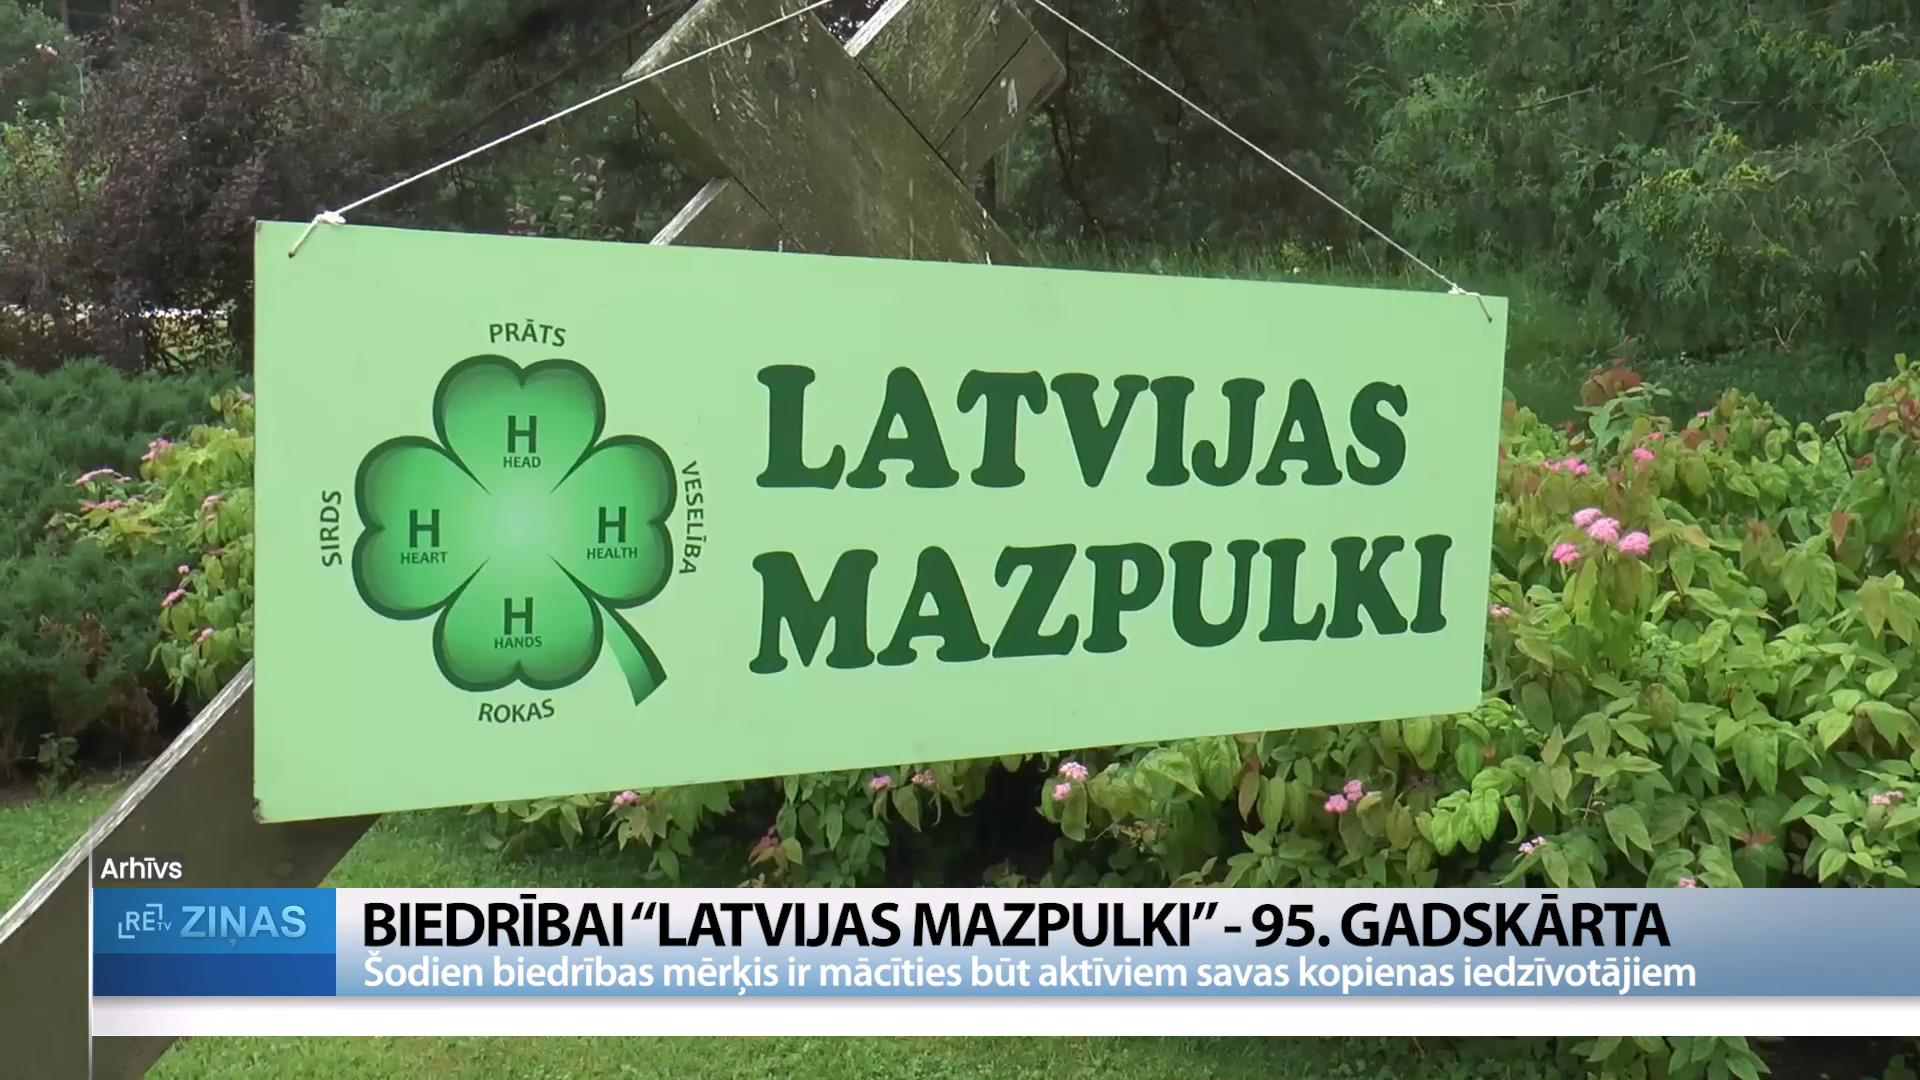 PRĀTS
H
HEAD
SIRDS
H
HEART
H
HEALTH
VESELĪBA
H
HANDS
ROKAS
LATVIJAS
MAZPULKI
Arhīvs
RE TV ZIŅAS
BIEDRĪBAI “LATVIJAS MAZPULKI” - 95. GADSKĀRTA
Šodien biedrības mērķis ir mācīties būt aktīviem savas kopienas iedzīvotājiem